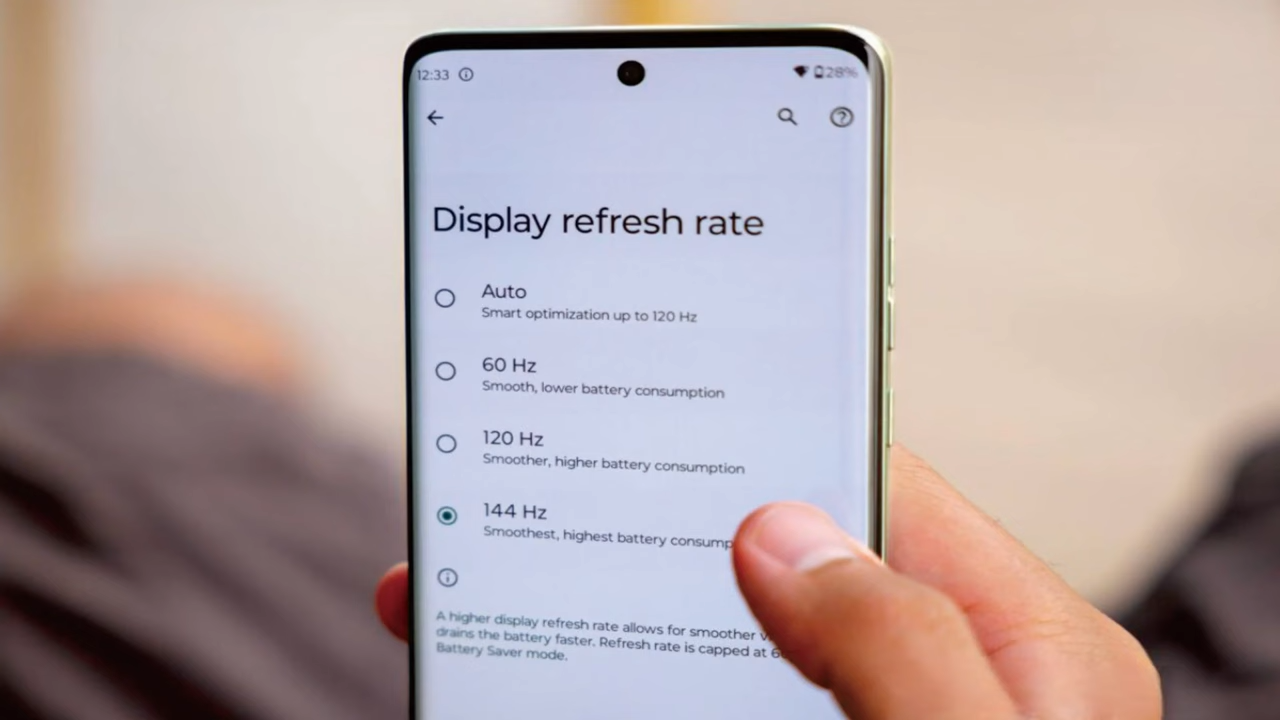 12:33
28%
Display refresh rate
Auto
Smart optimization up to 120 Hz
60 Hz
Smooth, lower battery consumption
120 Hz
Smoother, higher battery consumption
144 Hz
Smoothest, highest battery
A higher display refresh rate allows for smoother
drains the battery faster. Refresh rate is capped at
Battery Saver mode.